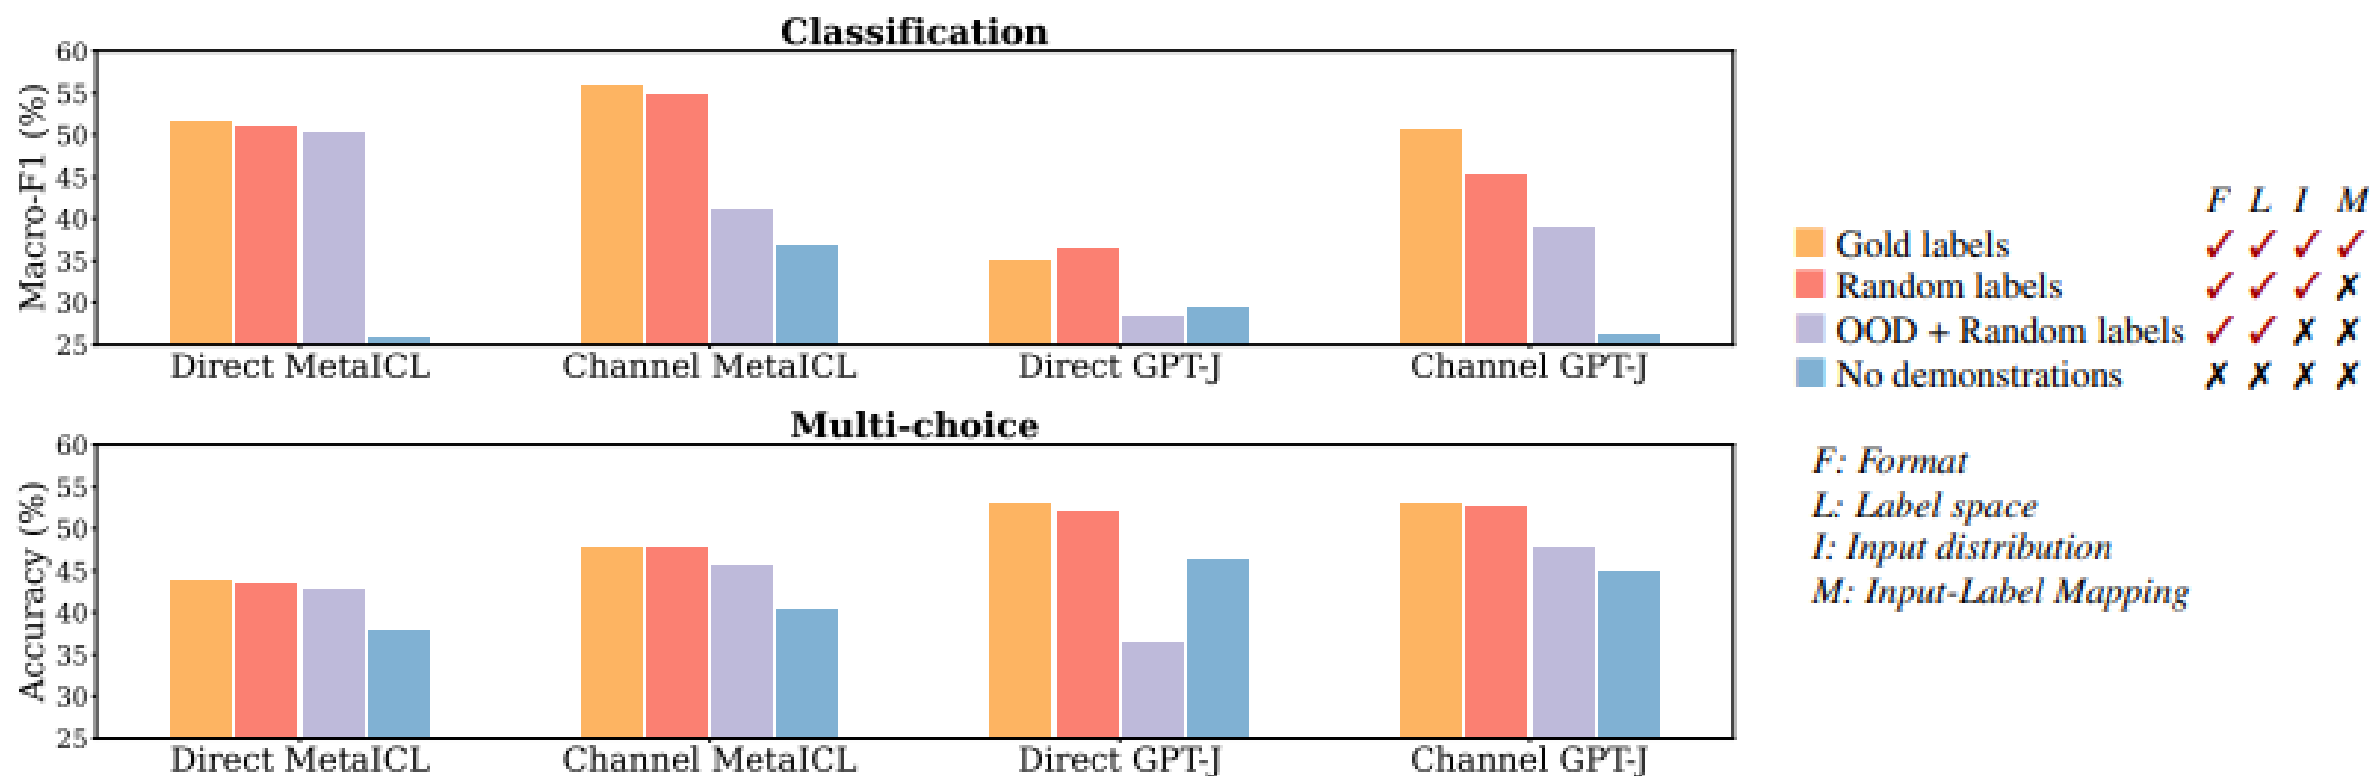 Classification
Macro-F1 (%)
60
55
50
45
40
35
30
25
Direct MetaICL
Channel MetaICL
Direct GPT-J
Channel GPT-J
Multi-choice
Accuracy (%)
60
55
50
45
40
35
30
25
Direct MetaICL
Channel MetaICL
Direct GPT-J
Channel GPT-J
F L I M
Gold labels ✓ ✓ ✓ ✓
Random labels ✓ ✓ ✓ ✗
OOD + Random labels ✓ ✓ ✗ ✗
No demonstrations ✗ ✗ ✗ ✗
F: Format
L: Label space
I: Input distribution
M: Input-Label Mapping